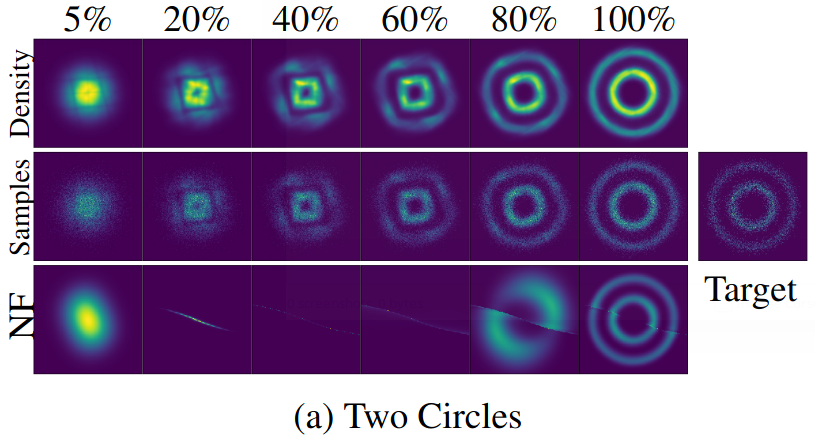 5% 20% 40% 60% 80% 100%
Density
Samples
NF
Target
(a) Two Circles